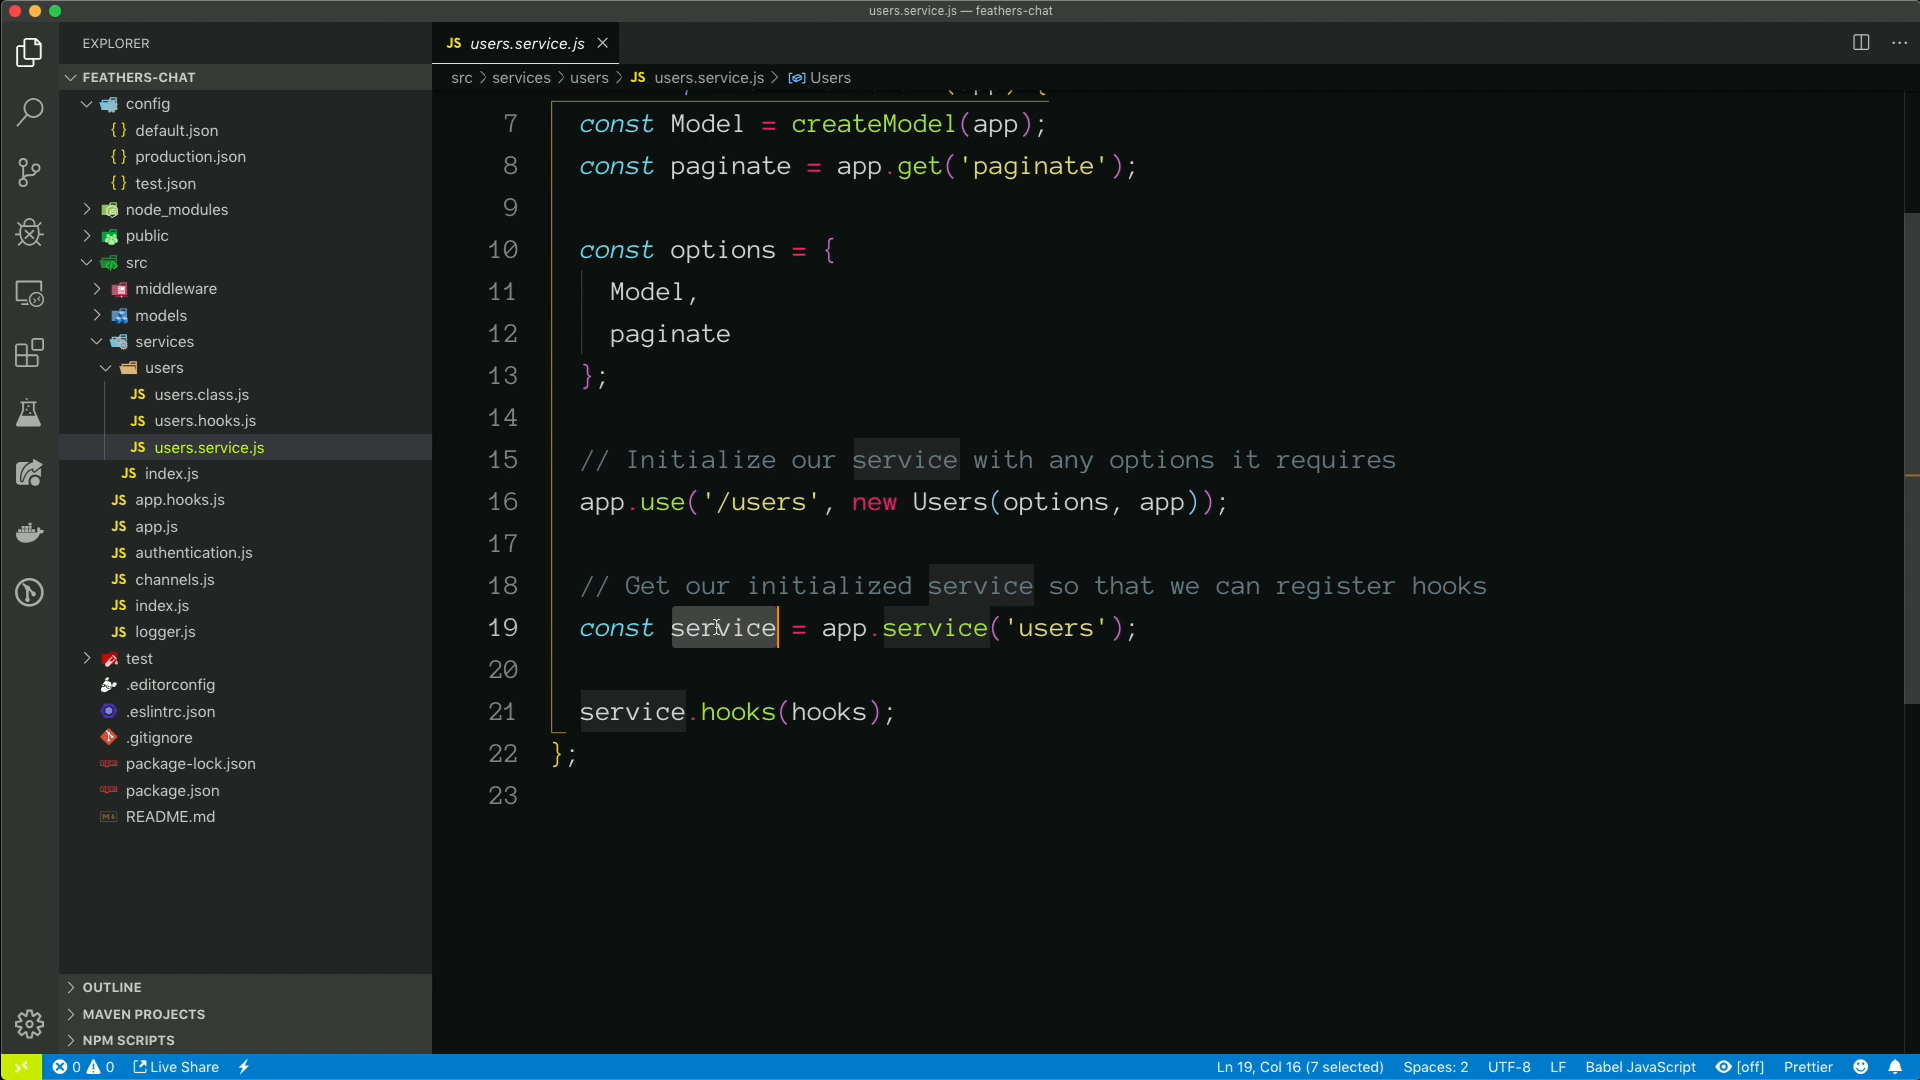 users.service.js — feathers-chat
EXPLORER
FEATHERS-CHAT
config
{} default.json
{} production.json
{} test.json
node_modules
public
src
middleware
models
services
users
JS users.class.js
JS users.hooks.js
JS users.service.js
JS index.js
JS app.hooks.js
JS app.js
JS authentication.js
JS channels.js
JS index.js
JS logger.js
test
.editorconfig
.eslintrc.json
.gitignore
package-lock.json
package.json
README.md
OUTLINE
MAVEN PROJECTS
NPM SCRIPTS
JS users.service.js
src > services > users > JS users.service.js > Users
7 const Model = createModel(app);
8 const paginate = app.get('paginate');
9
10 const options = {
11 Model,
12 paginate
13 };
14
15 // Initialize our service with any options it requires
16 app.use('/users', new Users(options, app));
17
18 // Get our initialized service so that we can register hooks
19 const service = app.service('users');
20
21 service.hooks(hooks);
22 };
23
0 0 Live Share
Ln 19, Col 16 (7 selected) Spaces: 2 UTF-8 LF Babel JavaScript [off] Prettier